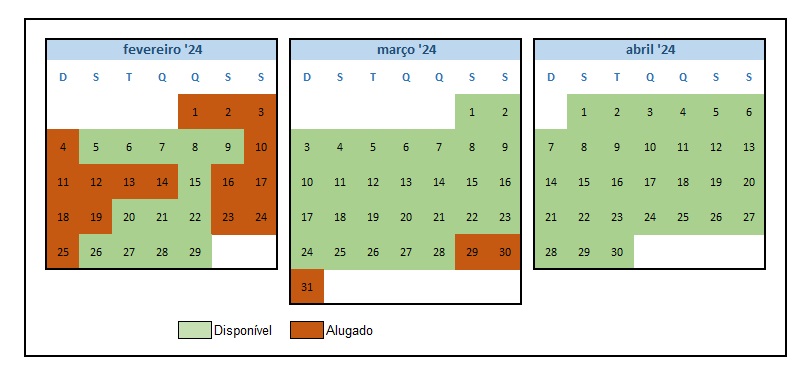 fevereiro '24
D S T Q Q S S
1 2 3
4 5 6 7 8 9 10
11 12 13 14 15 16 17
18 19 20 21 22 23 24
25 26 27 28 29
março '24
D S T Q Q S S
1 2
3 4 5 6 7 8 9
10 11 12 13 14 15 16
17 18 19 20 21 22 23
24 25 26 27 28 29 30
31
abril '24
D S T Q Q S S
1 2 3 4 5 6
7 8 9 10 11 12 13
14 15 16 17 18 19 20
21 22 23 24 25 26 27
28 29 30
Disponível
Alugado